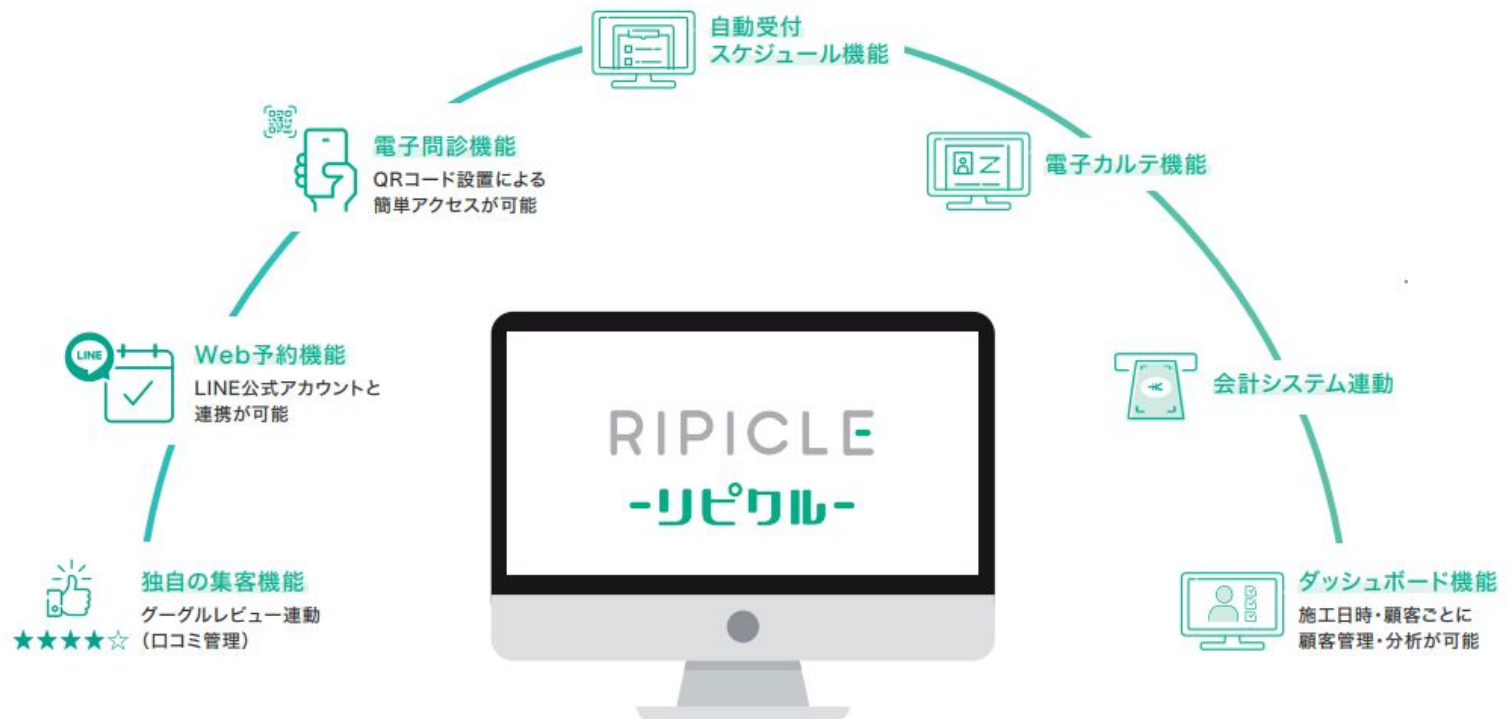 自動受付
スケジュール機能
電子問診機能
QRコード設置による
簡単アクセスが可能
電子カルテ機能
LINE
Web予約機能
LINE公式アカウントと
連携が可能
会計システム連動
RIPICLE
-リピクル-
独自の集客機能
グーグルレビュー連動
★★★★☆（口コミ管理）
ダッシュボード機能
施工日時・顧客ごとに
顧客管理・分析が可能